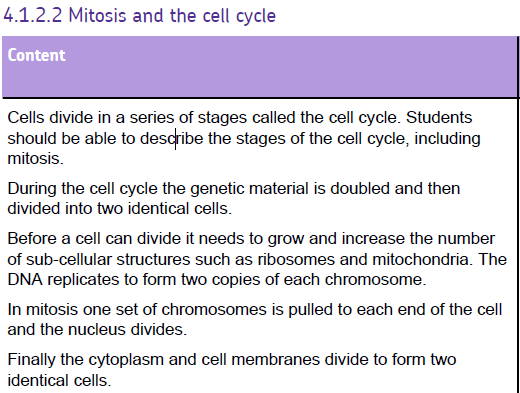 4.1.2.2 Mitosis and the cell cycle
Content
Cells divide in a series of stages called the cell cycle. Students
should be able to describe the stages of the cell cycle, including
mitosis.
During the cell cycle the genetic material is doubled and then
divided into two identical cells.
Before a cell can divide it needs to grow and increase the number
of sub-cellular structures such as ribosomes and mitochondria. The
DNA replicates to form two copies of each chromosome.
In mitosis one set of chromosomes is pulled to each end of the cell
and the nucleus divides.
Finally the cytoplasm and cell membranes divide to form two
identical cells.